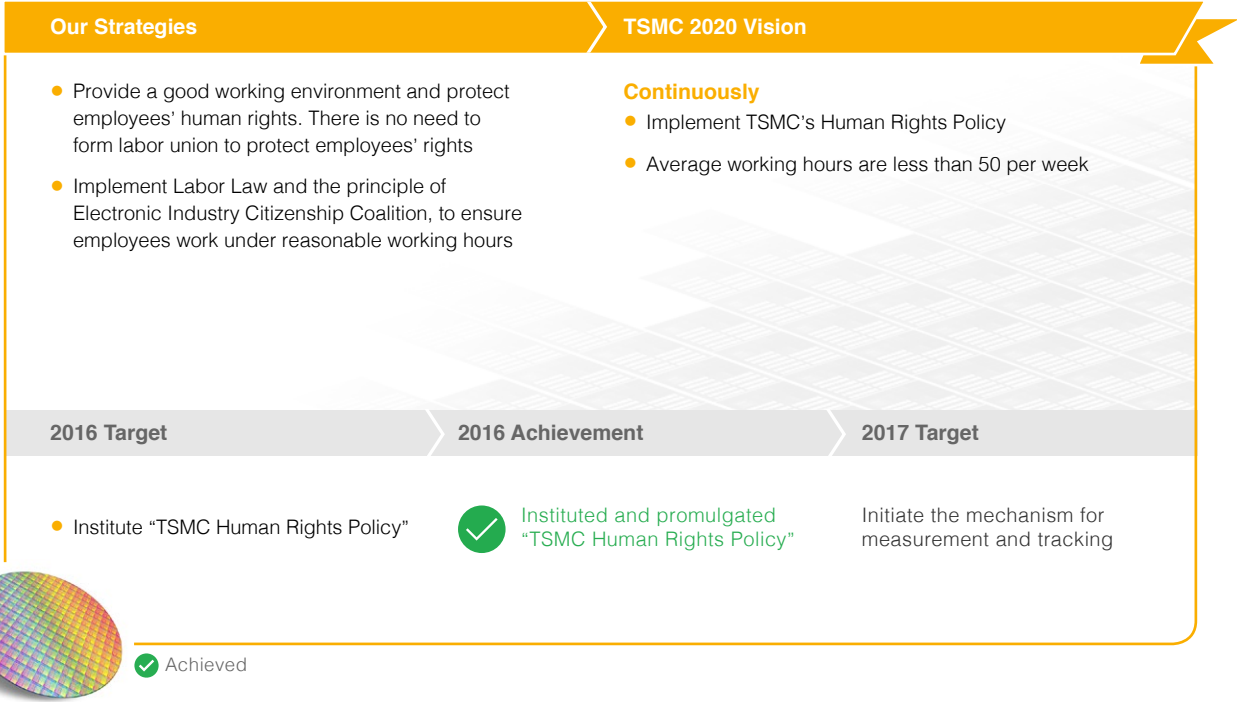 Our Strategies
TSMC 2020 Vision
Provide a good working environment and protect
employees’ human rights. There is no need to
form labor union to protect employees’ rights
Implement Labor Law and the principle of
Electronic Industry Citizenship Coalition, to ensure
employees work under reasonable working hours
Continuously
Implement TSMC’s Human Rights Policy
Average working hours are less than 50 per week
2016 Target
2016 Achievement
2017 Target
Institute “TSMC Human Rights Policy”
Instituted and promulgated
“TSMC Human Rights Policy”
Initiate the mechanism for
measurement and tracking
Achieved